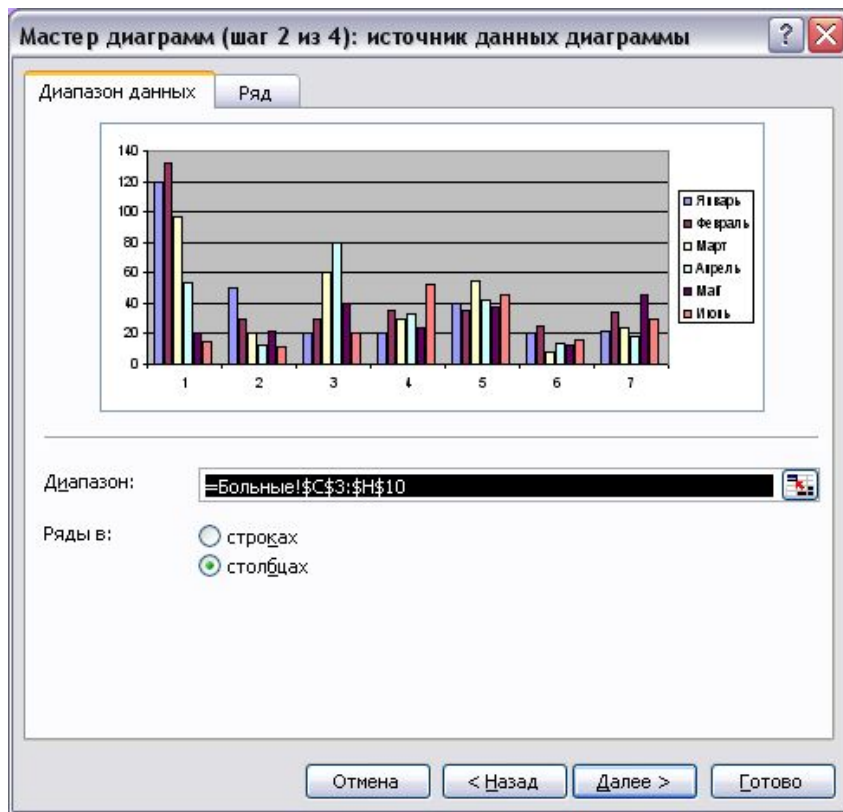 Мастер диаграмм (шаг 2 из 4): источник данных диаграммы
Диапазон данных Ряд
140
120
100
80
60
40
20
0
1 2 3 4 5 6 7
Январь
Февраль
Март
Апрель
Май
Июнь
Диапазон: =Больные!$C$3:$H$10
Ряды в: строках
столбцах
Отмена < Назад Далее > Готово